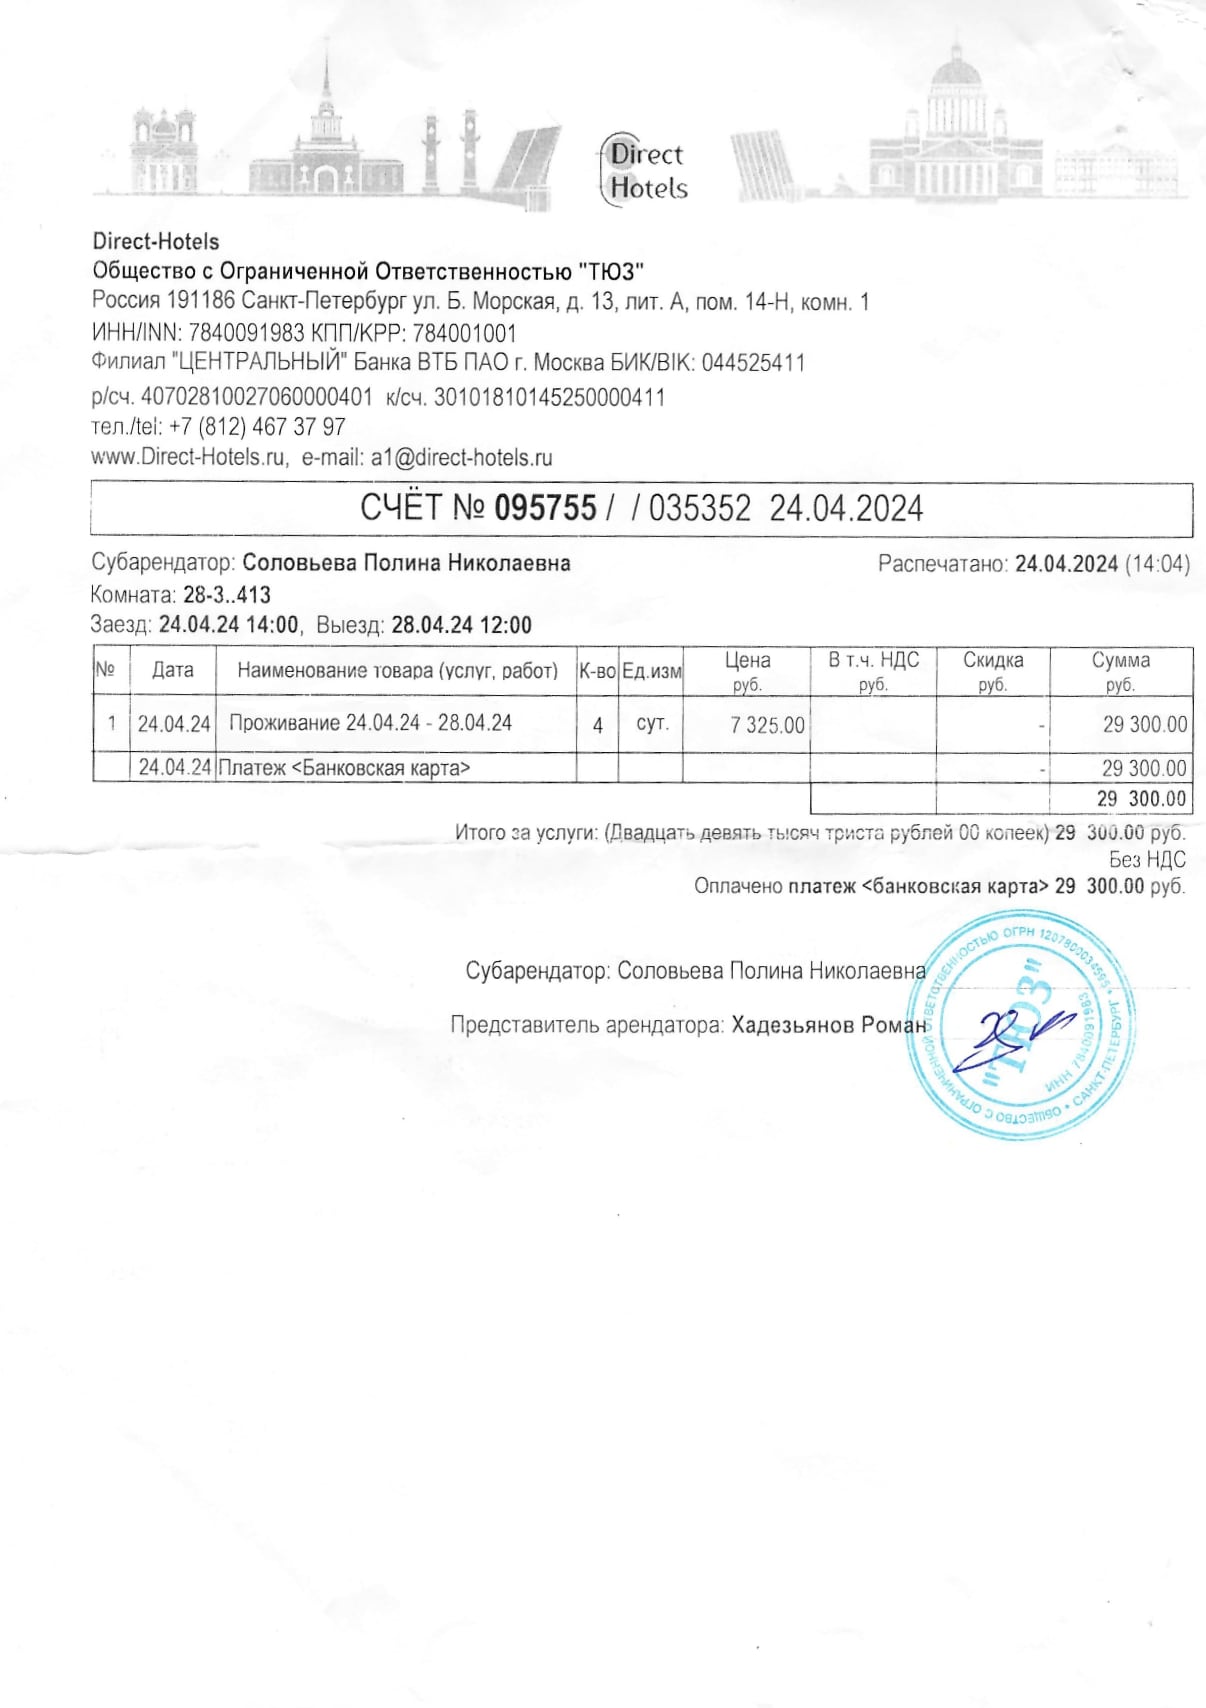 Direct
Hotels
Direct-Hotels
Общество с Ограниченной Ответственностью "ТЮЗ"
Россия 191186 Санкт-Петербург ул. Б. Морская, д. 13, лит. А, пом. 14-Н, комн. 1
ИНН/INN: 7840091983 КПП/KPP: 784001001
Филиал "ЦЕНТРАЛЬНЫЙ" Банка ВТБ ПАО г. Москва БИК/BIK: 044525411
р/сч. 40702810027060000401 к/сч. 30101810145250000411
тел./tel: +7 (812) 467 37 97
www.Direct-Hotels.ru, e-mail: a1@direct-hotels.ru
СЧЁТ № 095755 / / 035352 24.04.2024
Субарендатор: Соловьева Полина Николаевна Распечатано: 24.04.2024 (14:04)
Комната: 28-3..413
Заезд: 24.04.24 14:00, Выезд: 28.04.24 12:00
№ Дата Наименование товара (услуг, работ) К-во Ед.изм Цена руб. В т.ч. НДС руб. Скидка руб. Сумма руб.
1 24.04.24 Проживание 24.04.24 - 28.04.24 4 сут. 7 325.00 - 29 300.00
24.04.24 Платеж <Банковская карта> - 29 300.00
29 300.00
Итого за услуги: (Двадцать девять тысяч триста рублей 00 копеек) 29 300.00 руб.
Без НДС
Оплачено платеж <банковская карта> 29 300.00 руб.
Субарендатор: Соловьева Полина Николаевна
Представитель арендатора: Хадезьянов Роман
ОБЩЕСТВО С ОГРАНИЧЕННОЙ ОТВЕТСТВЕННОСТЬЮ ОГРН 1207800034595 * Г. САНКТ-ПЕТЕРБУРГ *
ИНН 7840091983
"ТЮЗ"